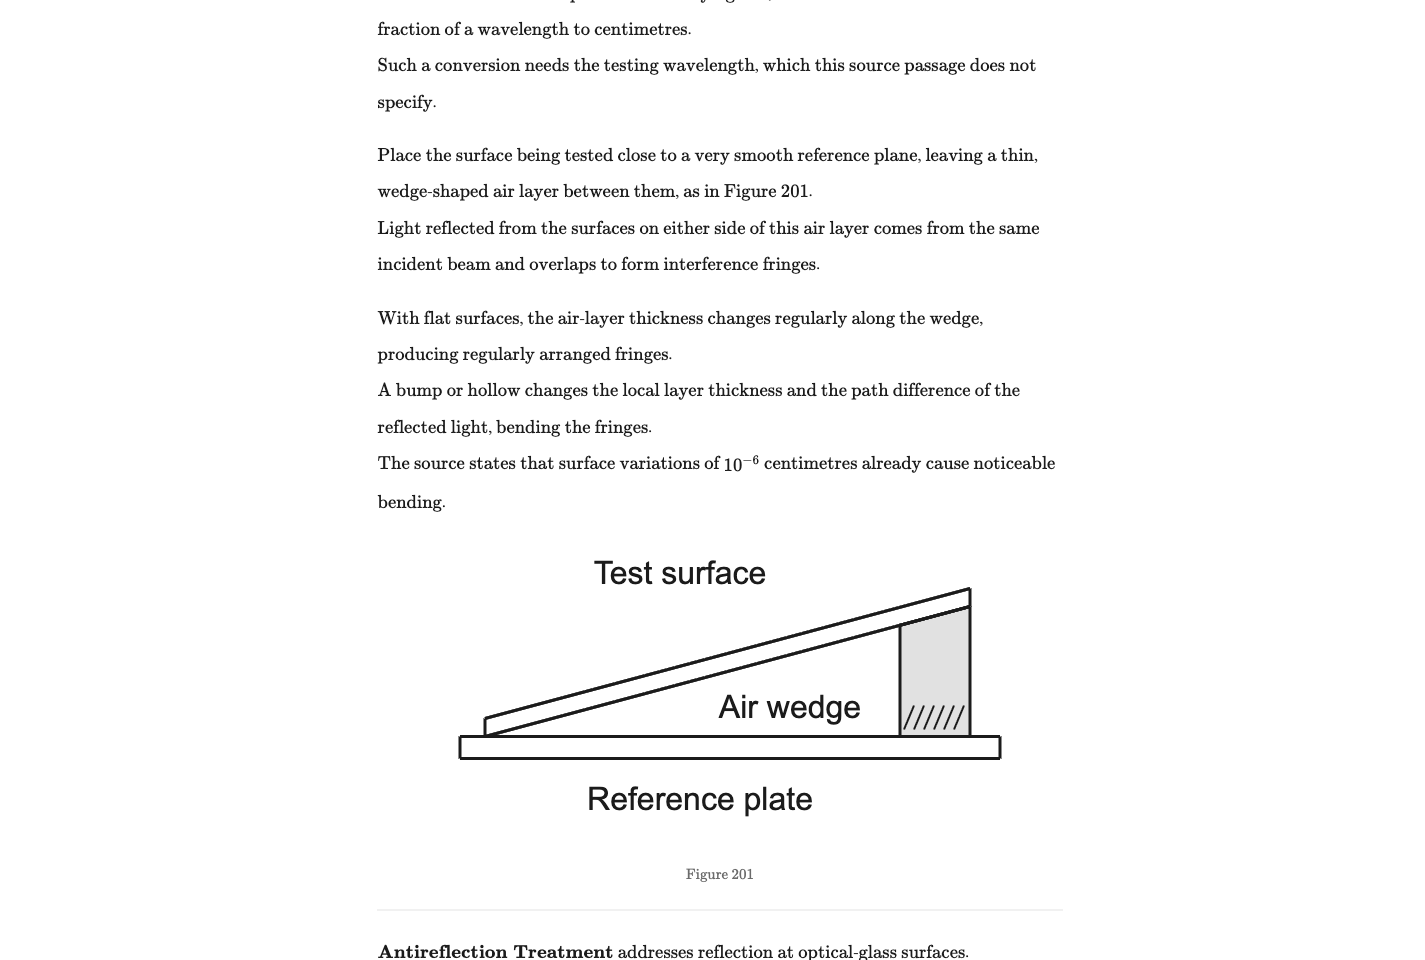 fraction of a wavelength to centimetres.
Such a conversion needs the testing wavelength, which this source passage does not
specify.
Place the surface being tested close to a very smooth reference plane, leaving a thin,
wedge-shaped air layer between them, as in Figure 201.
Light reflected from the surfaces on either side of this air layer comes from the same
incident beam and overlaps to form interference fringes.
With flat surfaces, the air-layer thickness changes regularly along the wedge,
producing regularly arranged fringes.
A bump or hollow changes the local layer thickness and the path difference of the
reflected light, bending the fringes.
The source states that surface variations of 10⁻⁶ centimetres already cause noticeable
bending.
Test surface
Air wedge
Reference plate
Figure 201
Antireflection Treatment addresses reflection at optical-glass surfaces.